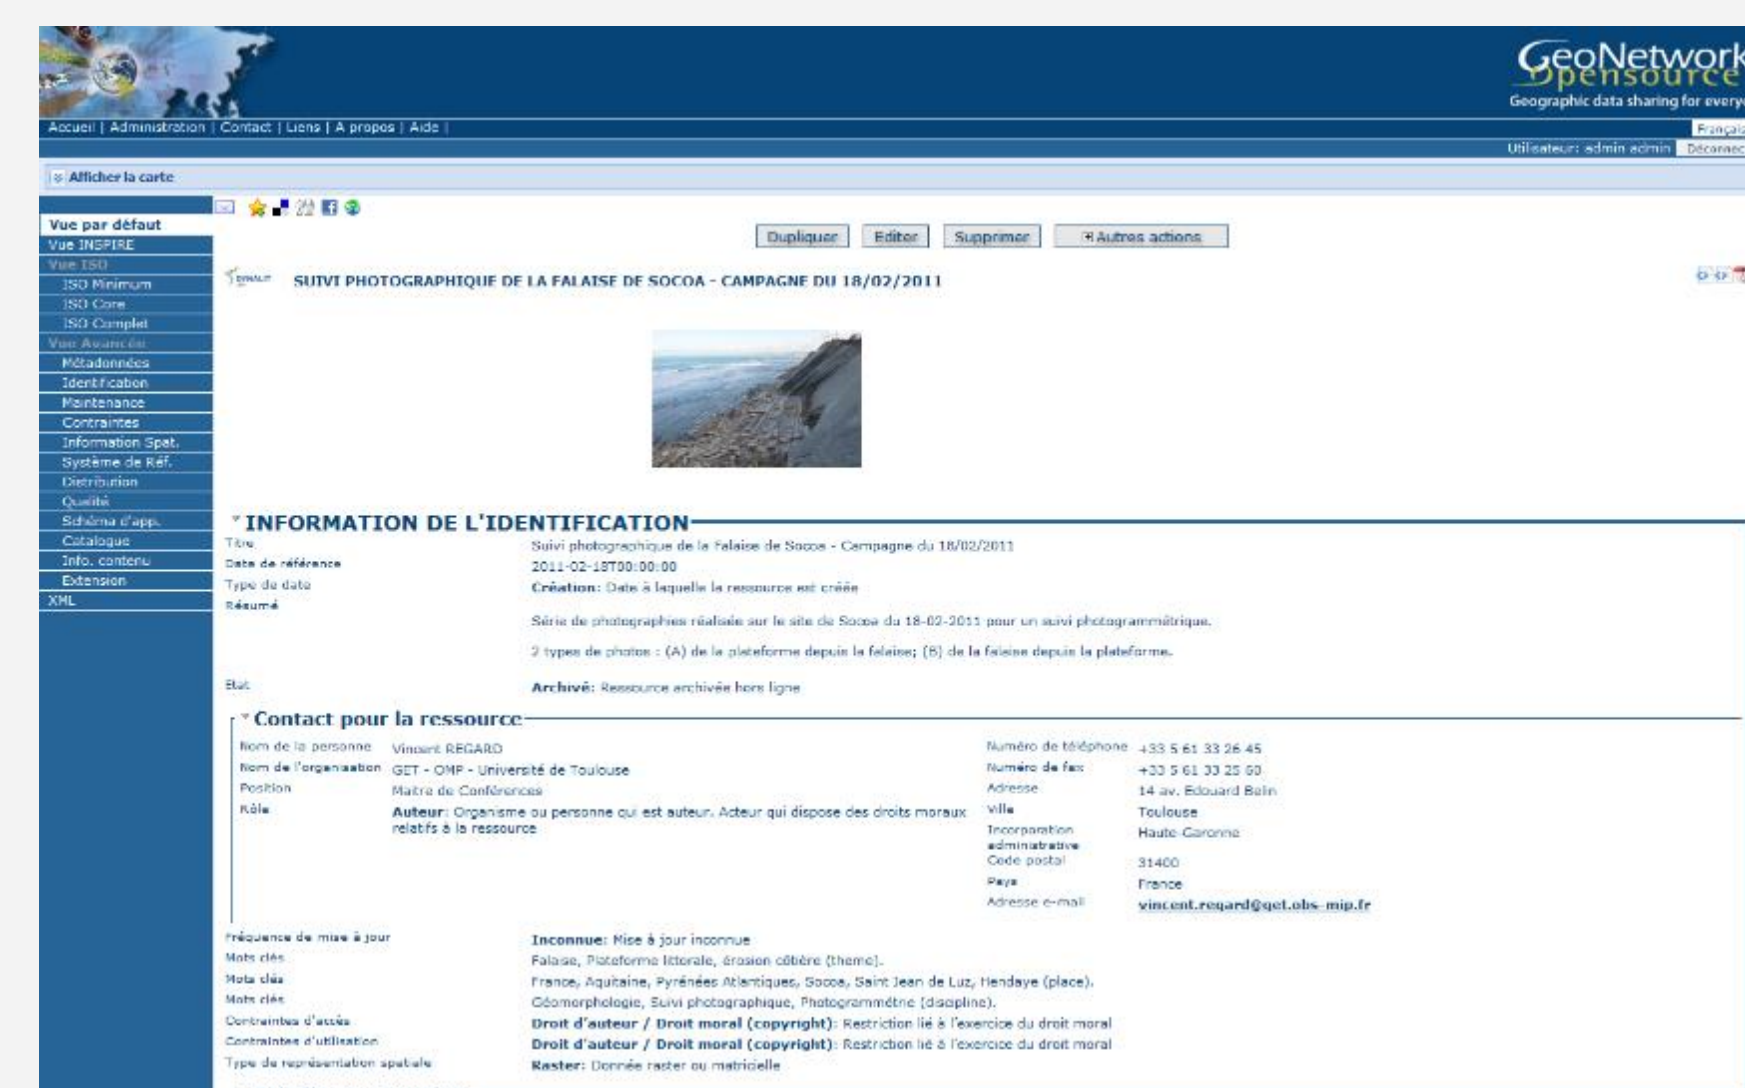 GeoNetwork
Opensource
Geographic data sharing for every
Accueil | Administration | Contact | Liens | A propos | Aide |
Français
Utilisateur: admin admin Déconnec
Afficher la carte
Vue par défaut
Vue INSPIRE
Vue ISO
ISO Minimum
ISO Core
ISO Complet
Vue Avancée
Métadonnées
Identification
Maintenance
Contraintes
Information Spat.
Système de Réf.
Distribution
Qualité
Schéma d'app.
Catalogue
Info. contenu
Extension
XML
Dupliquer Editer Supprimer Autres actions
DYNALIT
SUIVI PHOTOGRAPHIQUE DE LA FALAISE DE SOCOA - CAMPAGNE DU 18/02/2011
INFORMATION DE L'IDENTIFICATION
Titre Suivi photographique de la Falaise de Socoa - Campagne du 18/02/2011
Date de référence 2011-02-18T00:00:00
Type de date Création: Date à laquelle la ressource est créée
Résumé
Série de photographies réalisée sur le site de Socoa du 18-02-2011 pour un suivi photogrammétrique.
2 types de photos : (A) de la plateforme depuis la falaise; (B) de la falaise depuis la plateforme.
Etat Archivé: Ressource archivée hors ligne
Contact pour la ressource
Nom de la personne Vincent REGARD
Nom de l'organisation GET - OMP - Université de Toulouse
Position Maitre de Conférences
Rôle Auteur: Organisme ou personne qui est auteur. Acteur qui dispose des droits moraux
relatifs à la ressource
Numéro de téléphone +33 5 61 33 26 45
Numéro de fax +33 5 61 33 25 60
Adresse 14 av. Edouard Belin
Ville Toulouse
Incorporation
administrative Haute-Garonne
Code postal 31400
Pays France
Adresse e-mail vincent.regard@get.obs-mip.fr
Fréquence de mise à jour Inconnue: Mise à jour inconnue
Mots clés Falaise, Plateforme littorale, érosion côtière (theme).
Mots clés France, Aquitaine, Pyrénées Atlantiques, Socoa, Saint Jean de Luz, Hendaye (place).
Mots clés Géomorphologie, Suivi photographique, Photogrammétrie (discipline).
Contraintes d'accès Droit d'auteur / Droit moral (copyright): Restriction lié à l'exercice du droit moral
Contraintes d'utilisation Droit d'auteur / Droit moral (copyright): Restriction lié à l'exercice du droit moral
Type de représentation spatiale Raster: Donnée raster ou matricielle